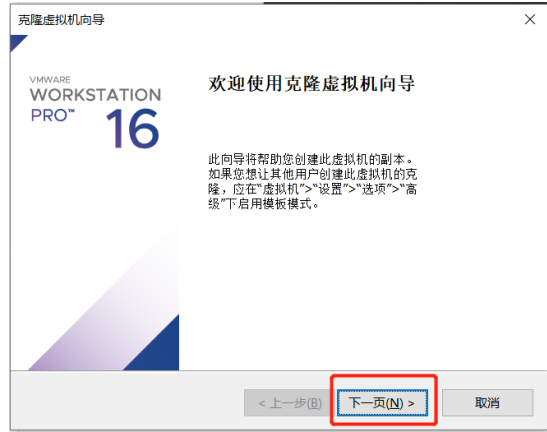 克隆虚拟机向导
VMWARE
WORKSTATION
PRO™ 16
欢迎使用克隆虚拟机向导
此向导将帮助您创建此虚拟机的副本。
如果您想让其他用户创建此虚拟机的克
隆，应在“虚拟机”>“设置”>“选项”>“高
级”下启用模板模式。
< 上一步(B)
下一页(N) >
取消